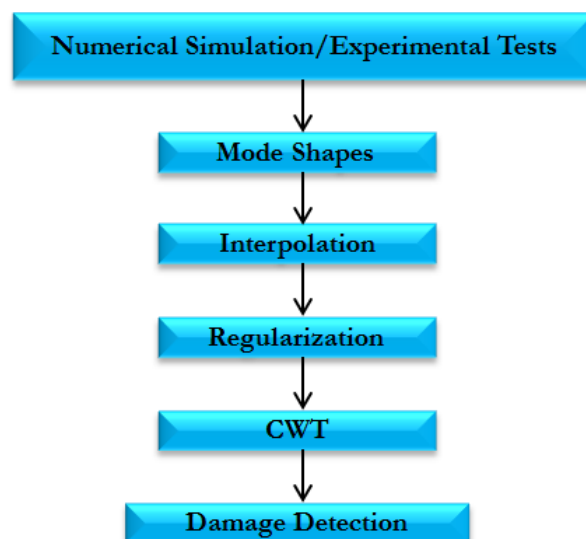 Numerical Simulation/Experimental Tests
Mode Shapes
Interpolation
Regularization
CWT
Damage Detection